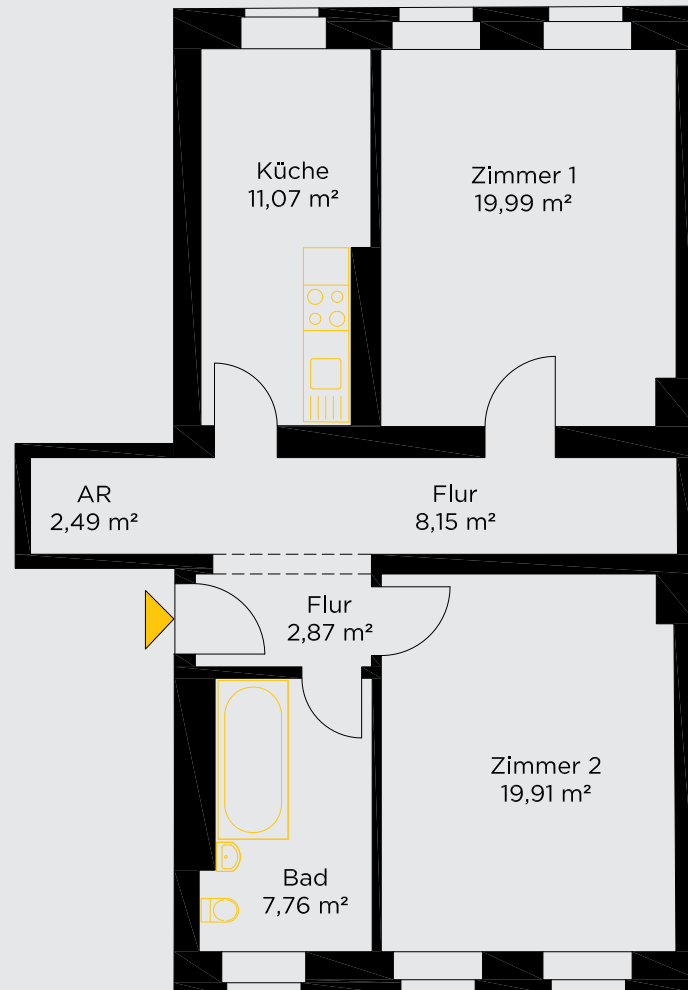 Küche
11,07 m²
Zimmer 1
19,99 m²
AR
2,49 m²
Flur
8,15 m²
Flur
2,87 m²
Zimmer 2
19,91 m²
Bad
7,76 m²